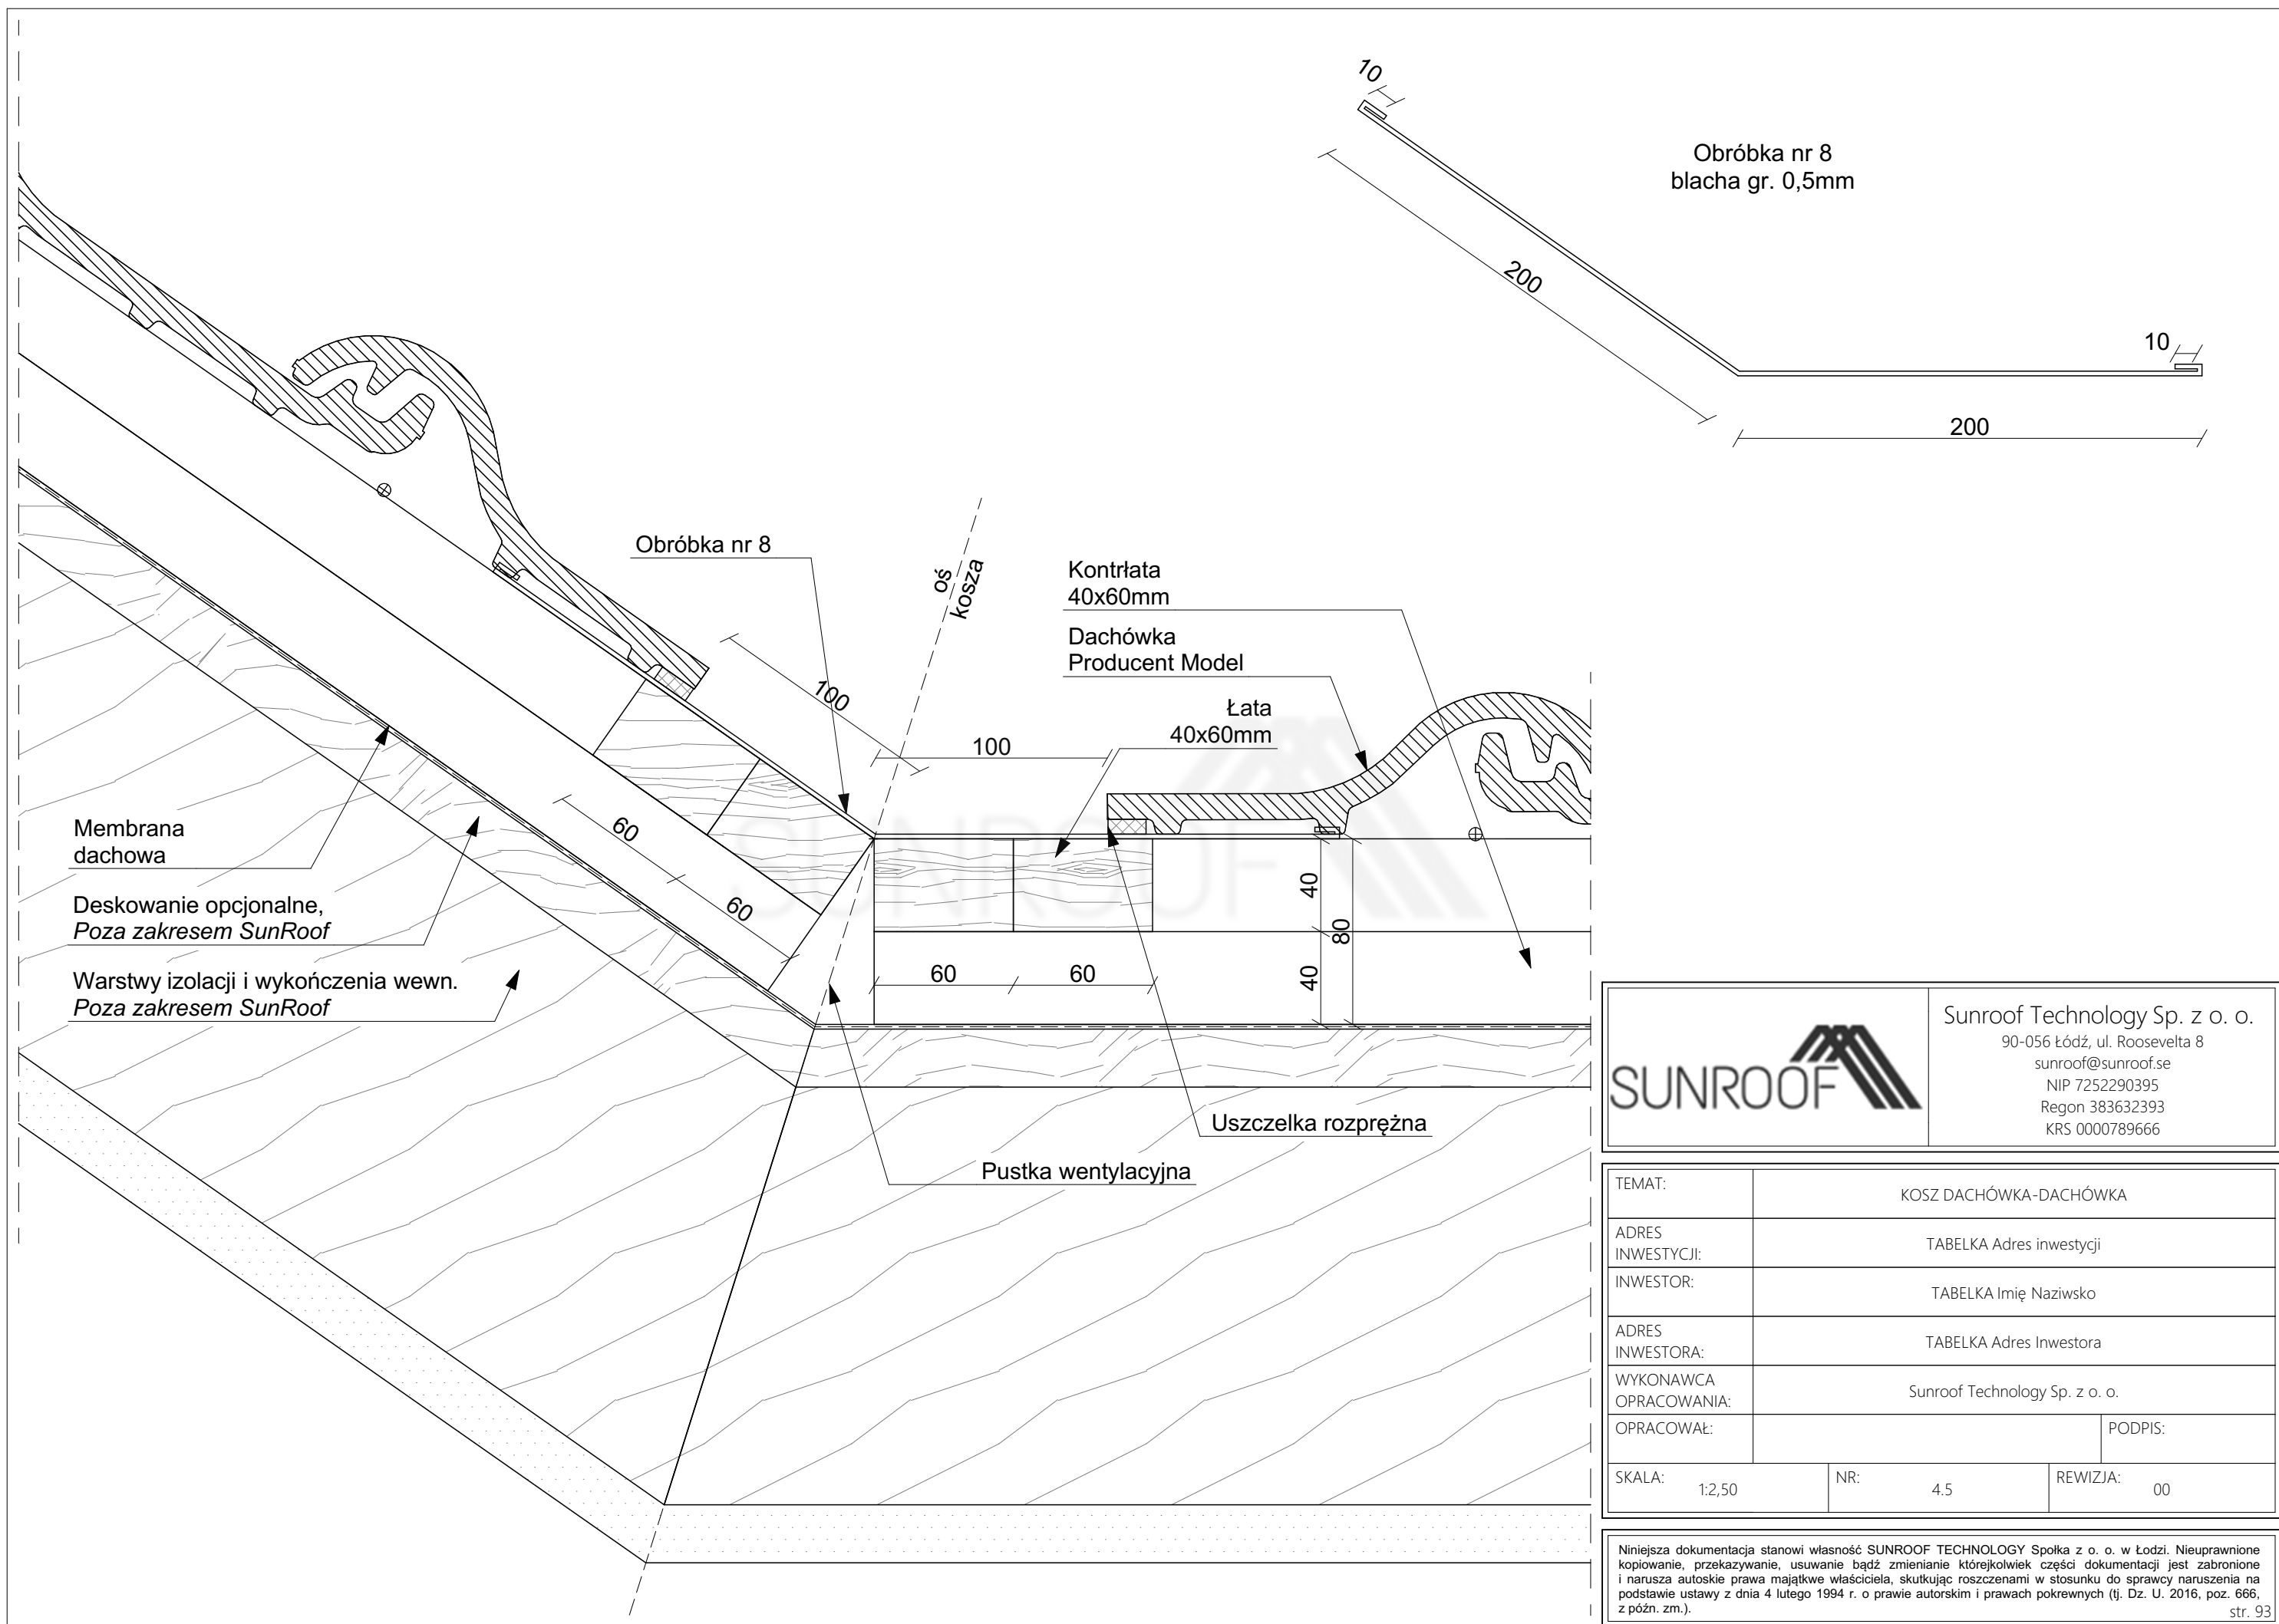 10
Obróbka nr 8
blacha gr. 0,5mm
200
10
200
Obróbka nr 8
oś
kosza
Kontrłata
40x60mm
Dachówka
Producent Model
Łata
40x60mm
100
100
60
60
Membrana
dachowa
Deskowanie opcjonalne,
Poza zakresem SunRoof
Warstwy izolacji i wykończenia wewn.
Poza zakresem SunRoof
40
80
40
60
60
SUNROOF
Uszczelka rozprężna
Pustka wentylacyjna
SUNROOF
Sunroof Technology Sp. z o. o.
90-056 Łódź, ul. Roosevelta 8
sunroof@sunroof.se
NIP 7252290395
Regon 383632393
KRS 0000789666
TEMAT:
KOSZ DACHÓWKA-DACHÓWKA
ADRES
INWESTYCJI:
TABELKA Adres inwestycji
INWESTOR:
TABELKA Imię Naziwsko
ADRES
INWESTORA:
TABELKA Adres Inwestora
WYKONAWCA
OPRACOWANIA:
Sunroof Technology Sp. z o. o.
OPRACOWAŁ:
PODPIS:
SKALA:
1:2,50
NR:
4.5
REWIZJA:
00
Niniejsza dokumentacja stanowi własność SUNROOF TECHNOLOGY Społka z o. o. w Łodzi. Nieuprawnione
kopiowanie, przekazywanie, usuwanie bądź zmienianie którejkolwiek części dokumentacji jest zabronione
i narusza autoskie prawa majątkwe właściciela, skutkując roszczenami w stosunku do sprawcy naruszenia na
podstawie ustawy z dnia 4 lutego 1994 r. o prawie autorskim i prawach pokrewnych (tj. Dz. U. 2016, poz. 666,
z późn. zm.).
str. 93